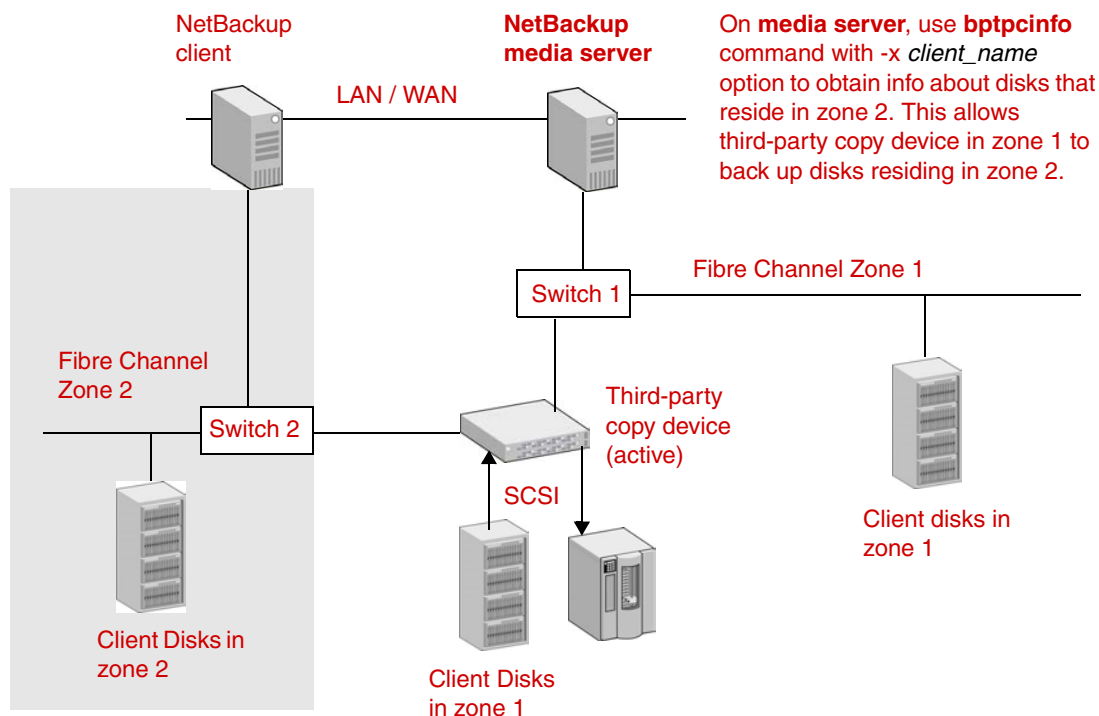 NetBackup
client
NetBackup
media server
On media server, use bptpcinfo
command with -x client_name
option to obtain info about disks that
reside in zone 2. This allows
third-party copy device in zone 1 to
back up disks residing in zone 2.
LAN / WAN
Fibre Channel Zone 1
Switch 1
Fibre Channel
Zone 2
Switch 2
Third-party
copy device
(active)
SCSI
Client disks in
zone 1
Client Disks in
zone 2
Client Disks
in zone 1